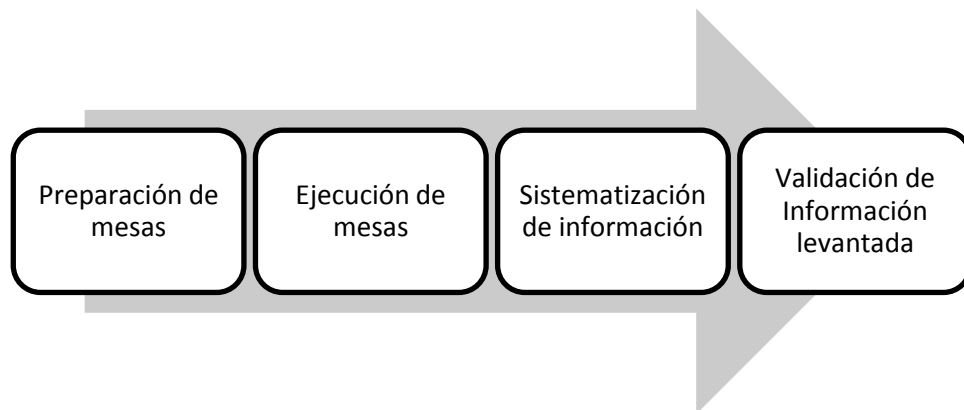 Preparación de
mesas
Ejecución de
mesas
Sistematización
de información
Validación de
Información
levantada